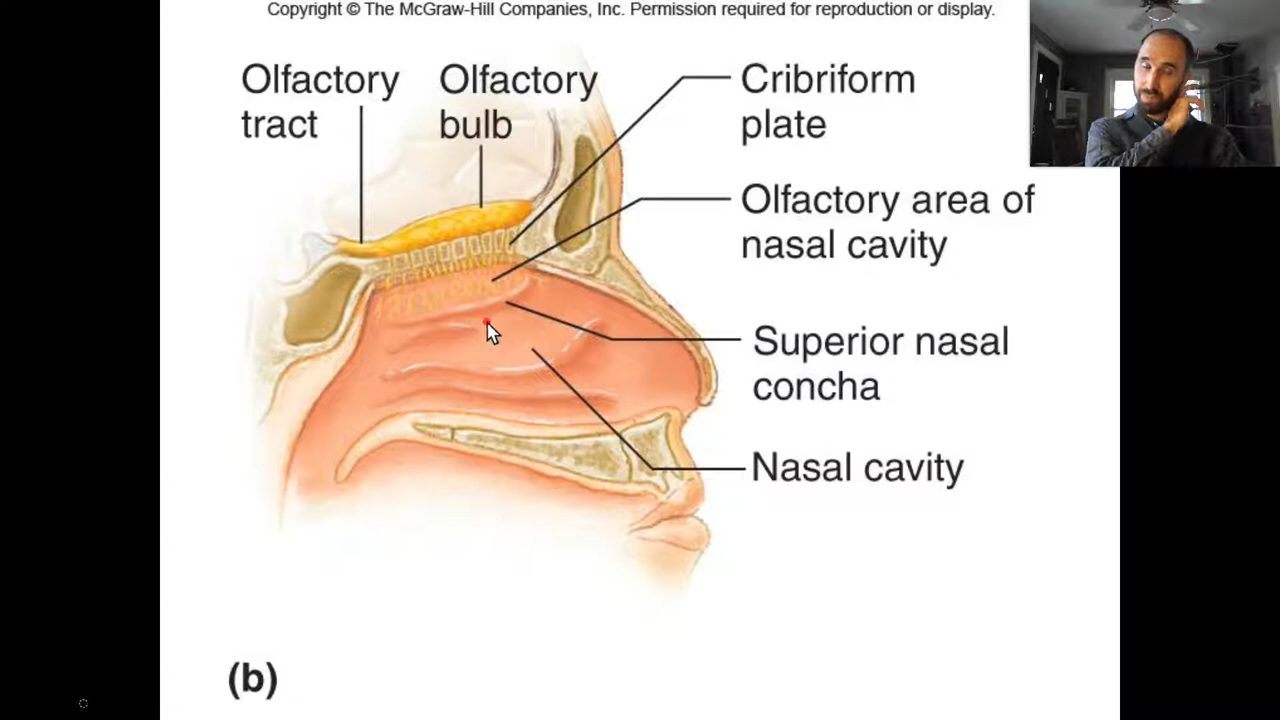 Copyright © The McGraw-Hill Companies, Inc. Permission required for reproduction or display.
Olfactory
tract
Olfactory
bulb
Cribriform
plate
Olfactory area of
nasal cavity
Superior nasal
concha
Nasal cavity
(b)